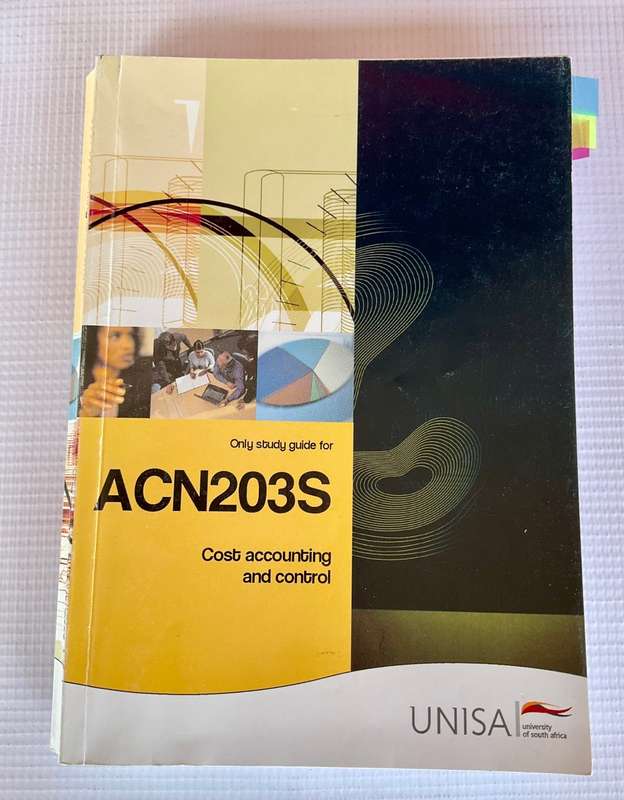 Only study guide for
ACN203S
Cost accounting
and control
UNISA
university
of south africa